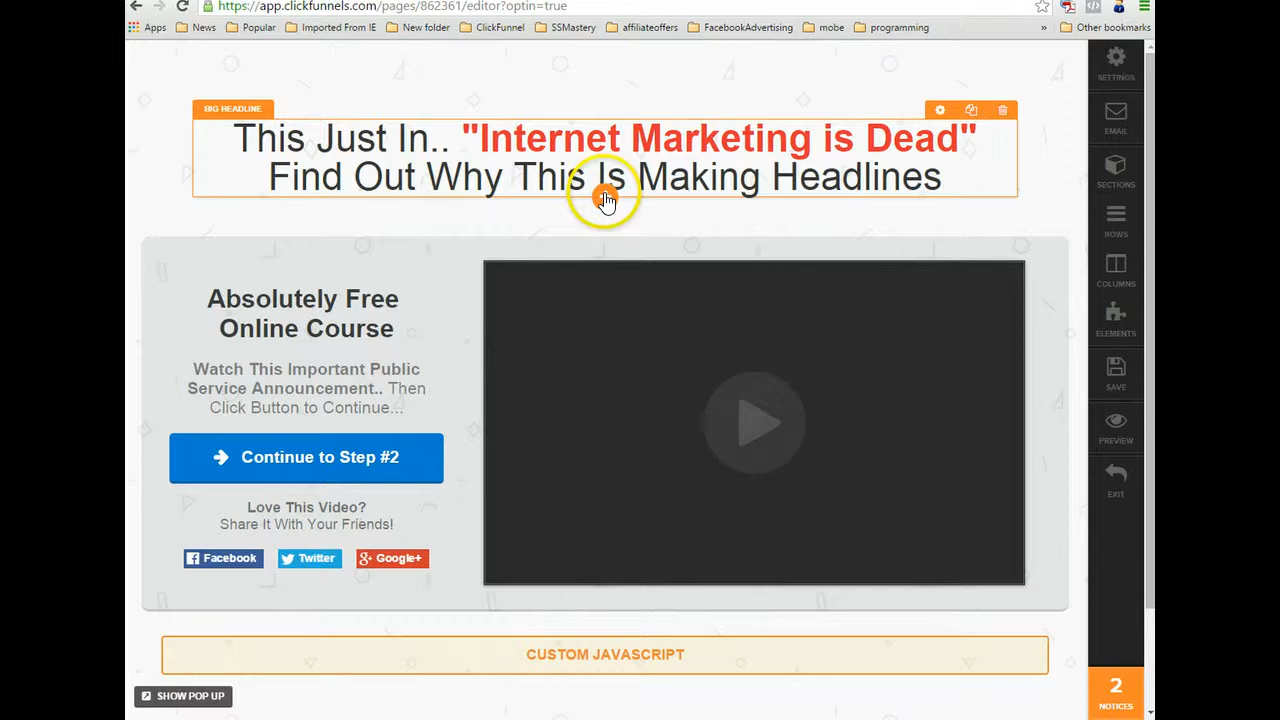 https://app.clickfunnels.com/pages/862361/editor?optin=true
Apps News Popular Imported From IE New folder ClickFunnel SSMastery affiliateoffers FacebookAdvertising mobe programming » Other bookmarks
SETTINGS
EMAIL
SECTIONS
ROWS
COLUMNS
ELEMENTS
SAVE
PREVIEW
EXIT
2
NOTICES
BIG HEADLINE
This Just In.. "Internet Marketing is Dead"
Find Out Why This Is Making Headlines
Absolutely Free
Online Course
Watch This Important Public
Service Announcement.. Then
Click Button to Continue...
Continue to Step #2
Love This Video?
Share It With Your Friends!
Facebook Twitter Google+
CUSTOM JAVASCRIPT
SHOW POP UP